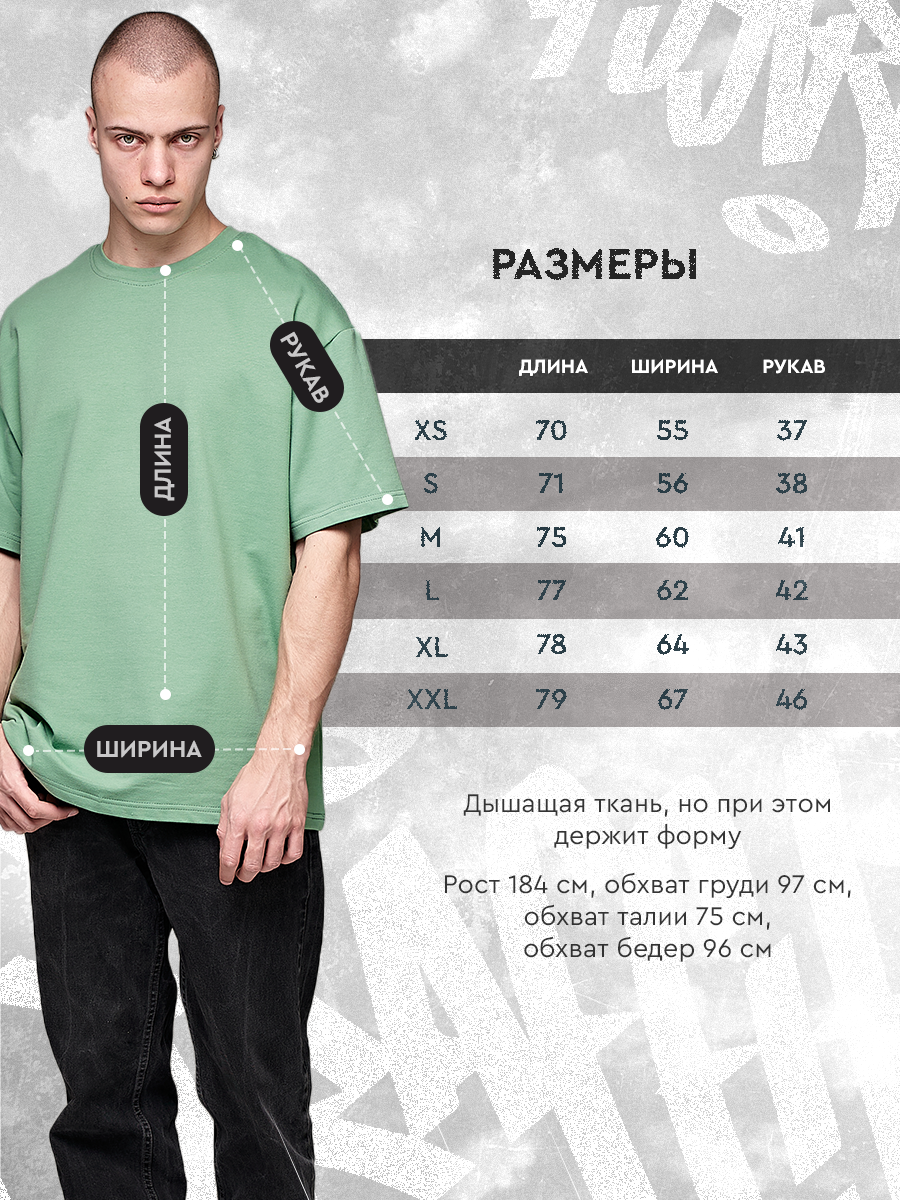 РАЗМЕРЫ
ДЛИНА ШИРИНА РУКАВ
XS 70 55 37
S 71 56 38
M 75 60 41
L 77 62 42
XL 78 64 43
XXL 79 67 46
РУКАВ
ДЛИНА
ШИРИНА
Дышащая ткань, но при этом
держит форму
Рост 184 см, обхват груди 97 см,
обхват талии 75 см,
обхват бедер 96 см